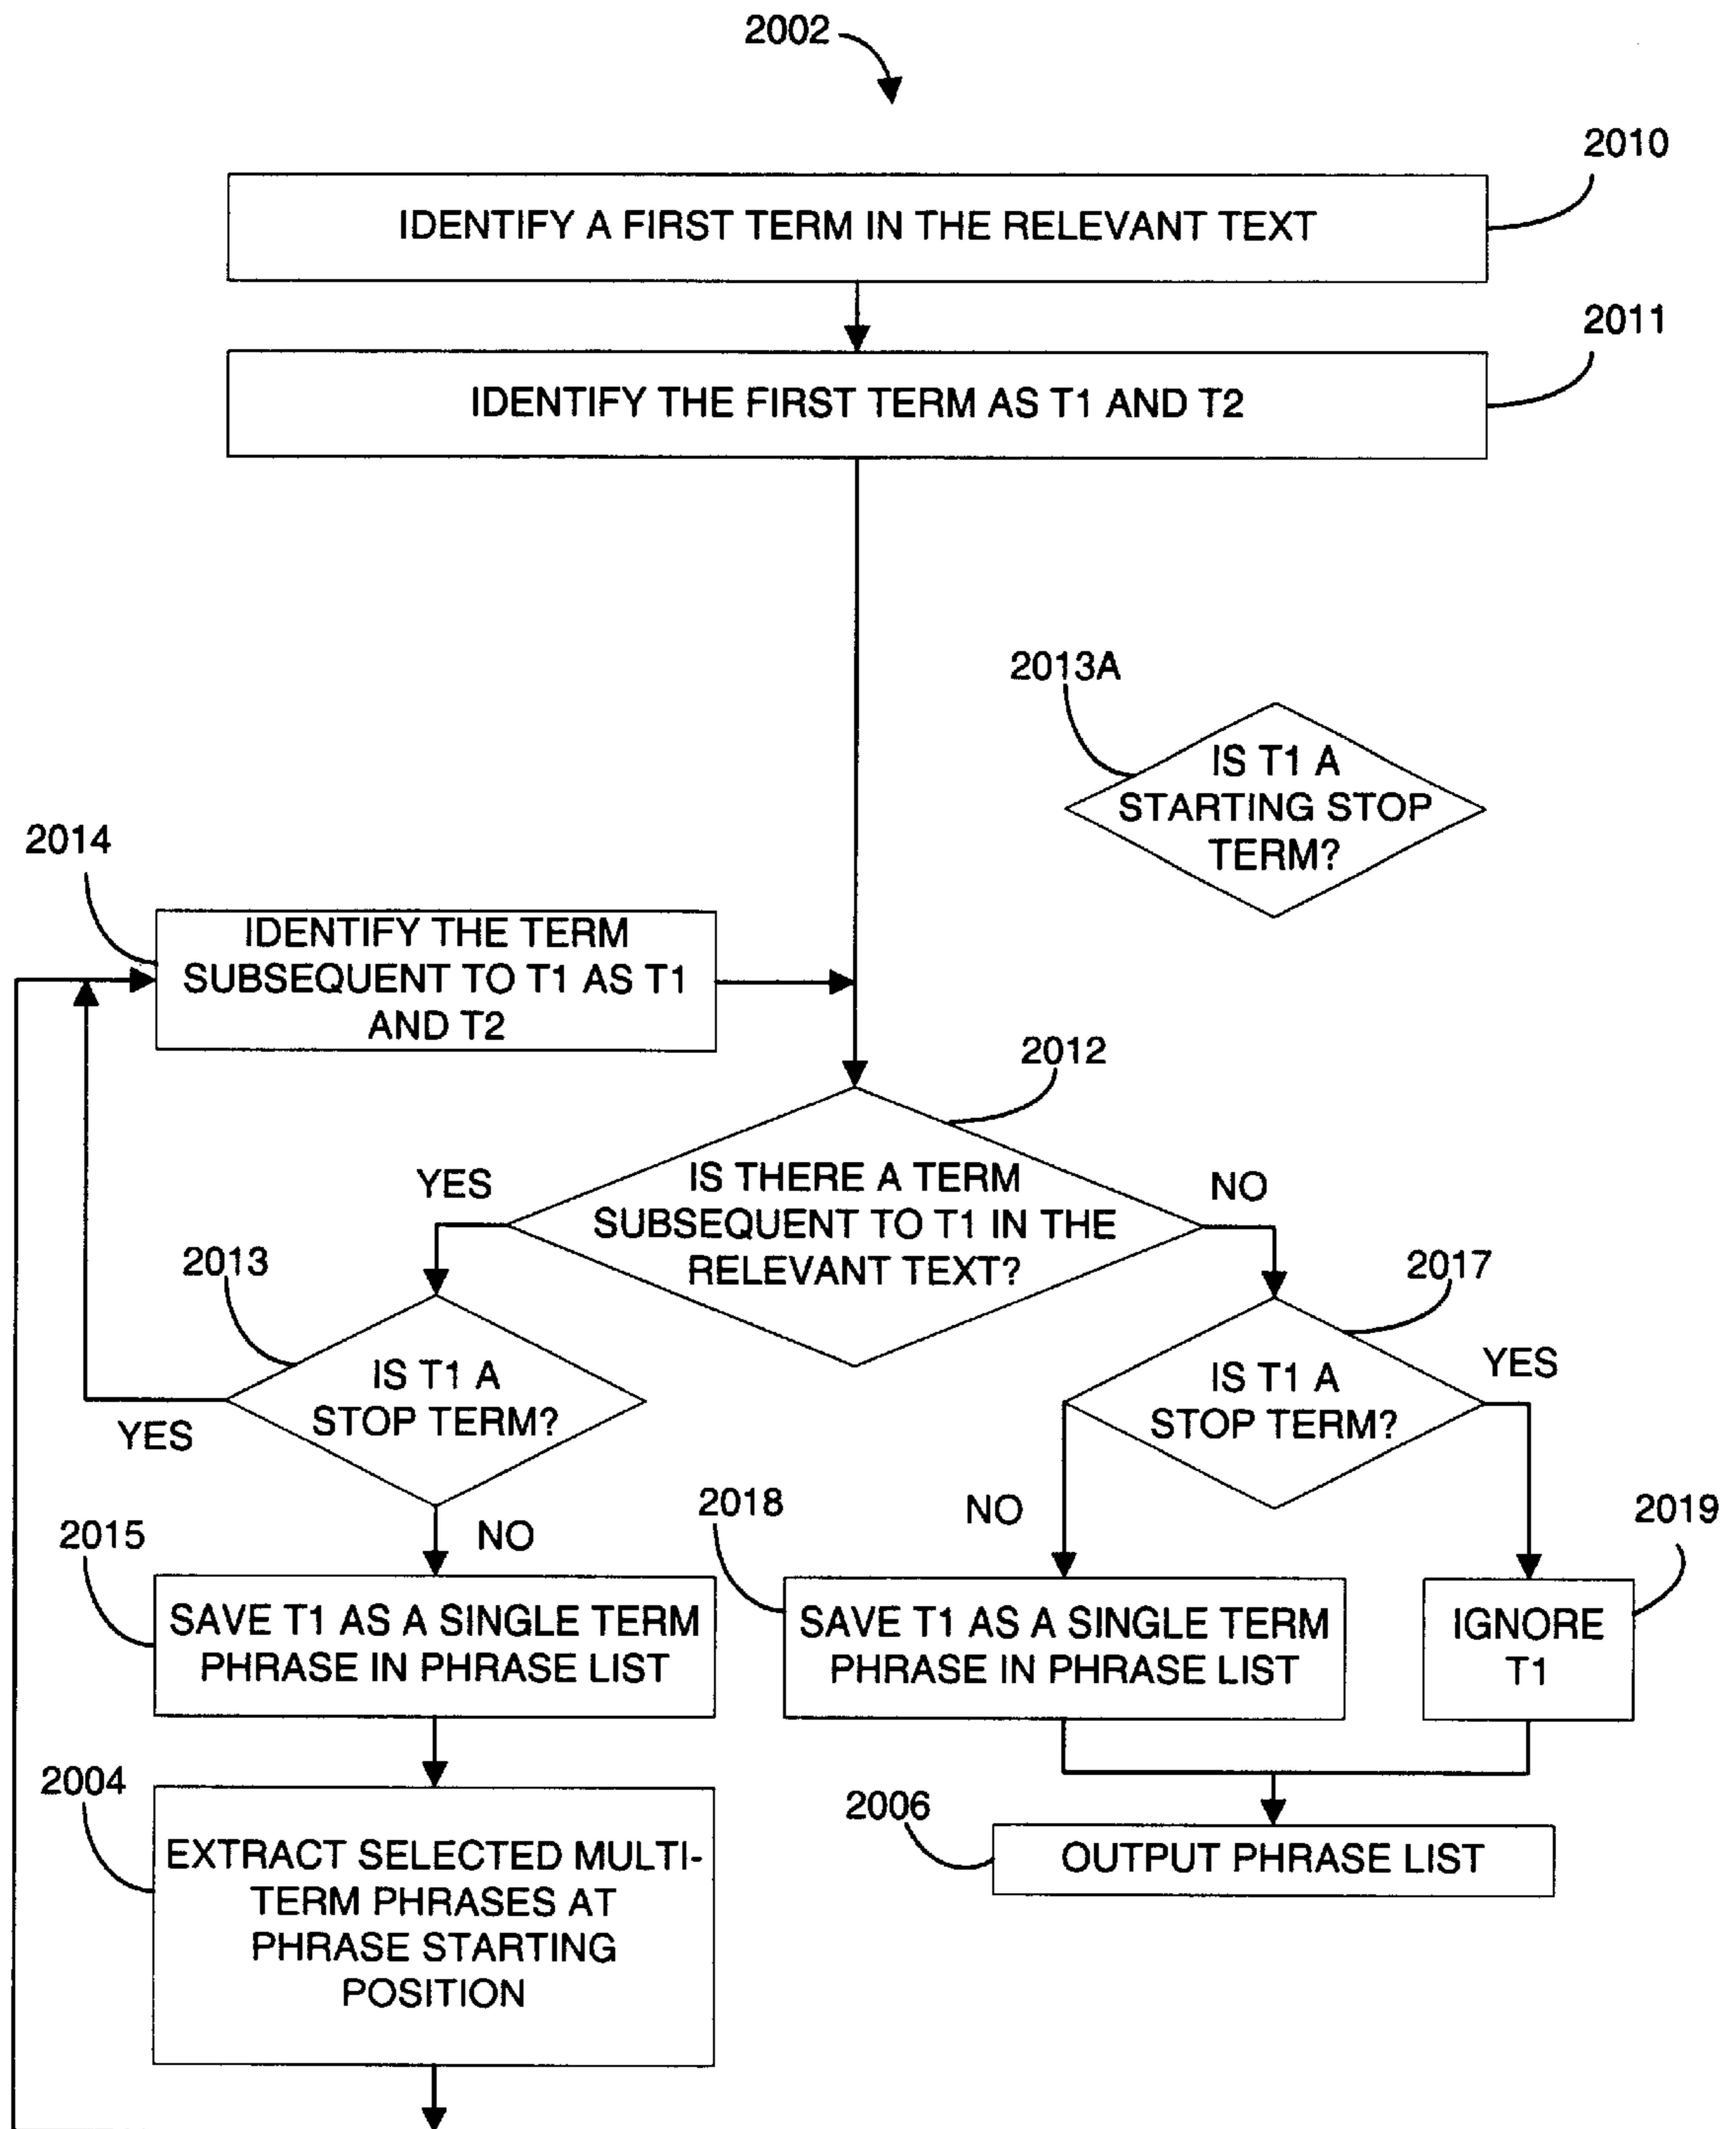 2002
2010
IDENTIFY A FIRST TERM IN THE RELEVANT TEXT
2011
IDENTIFY THE FIRST TERM AS T1 AND T2
2013A
IS T1 A
STARTING STOP
TERM?
2014
IDENTIFY THE TERM
SUBSEQUENT TO T1 AS T1
AND T2
2012
IS THERE A TERM
SUBSEQUENT TO T1 IN THE
RELEVANT TEXT?
YES
NO
2013
IS T1 A
STOP TERM?
YES
NO
2017
IS T1 A
STOP TERM?
YES
NO
2015
SAVE T1 AS A SINGLE TERM
PHRASE IN PHRASE LIST
2018
SAVE T1 AS A SINGLE TERM
PHRASE IN PHRASE LIST
2019
IGNORE
T1
2004
EXTRACT SELECTED MULTI-
TERM PHRASES AT
PHRASE STARTING
POSITION
2006
OUTPUT PHRASE LIST